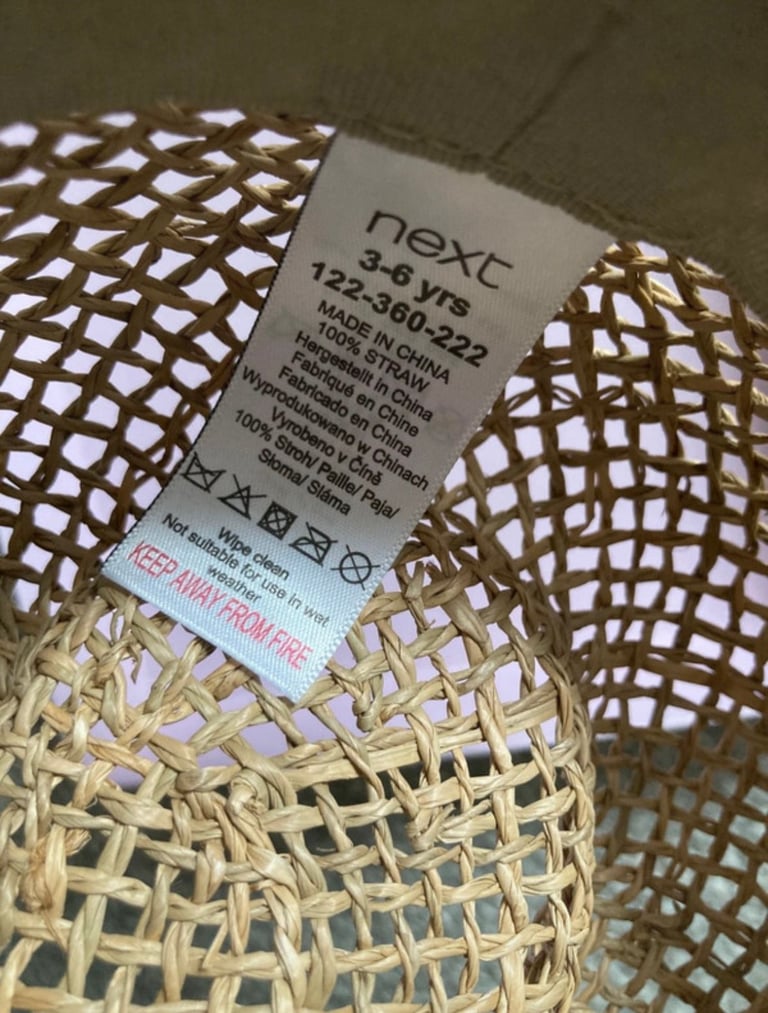 next
3-6 yrs
122-360-222
MADE IN CHINA
100% STRAW
Hergestellt in China
Fabriqué en Chine
Fabricado en China
Wyprodukowano w Chinach
Vyrobeno v Číně
100% Stroh/ Paille/ Paja/
Słoma/ Sláma
Wipe clean
Not suitable for use in wet
weather
KEEP AWAY FROM FIRE